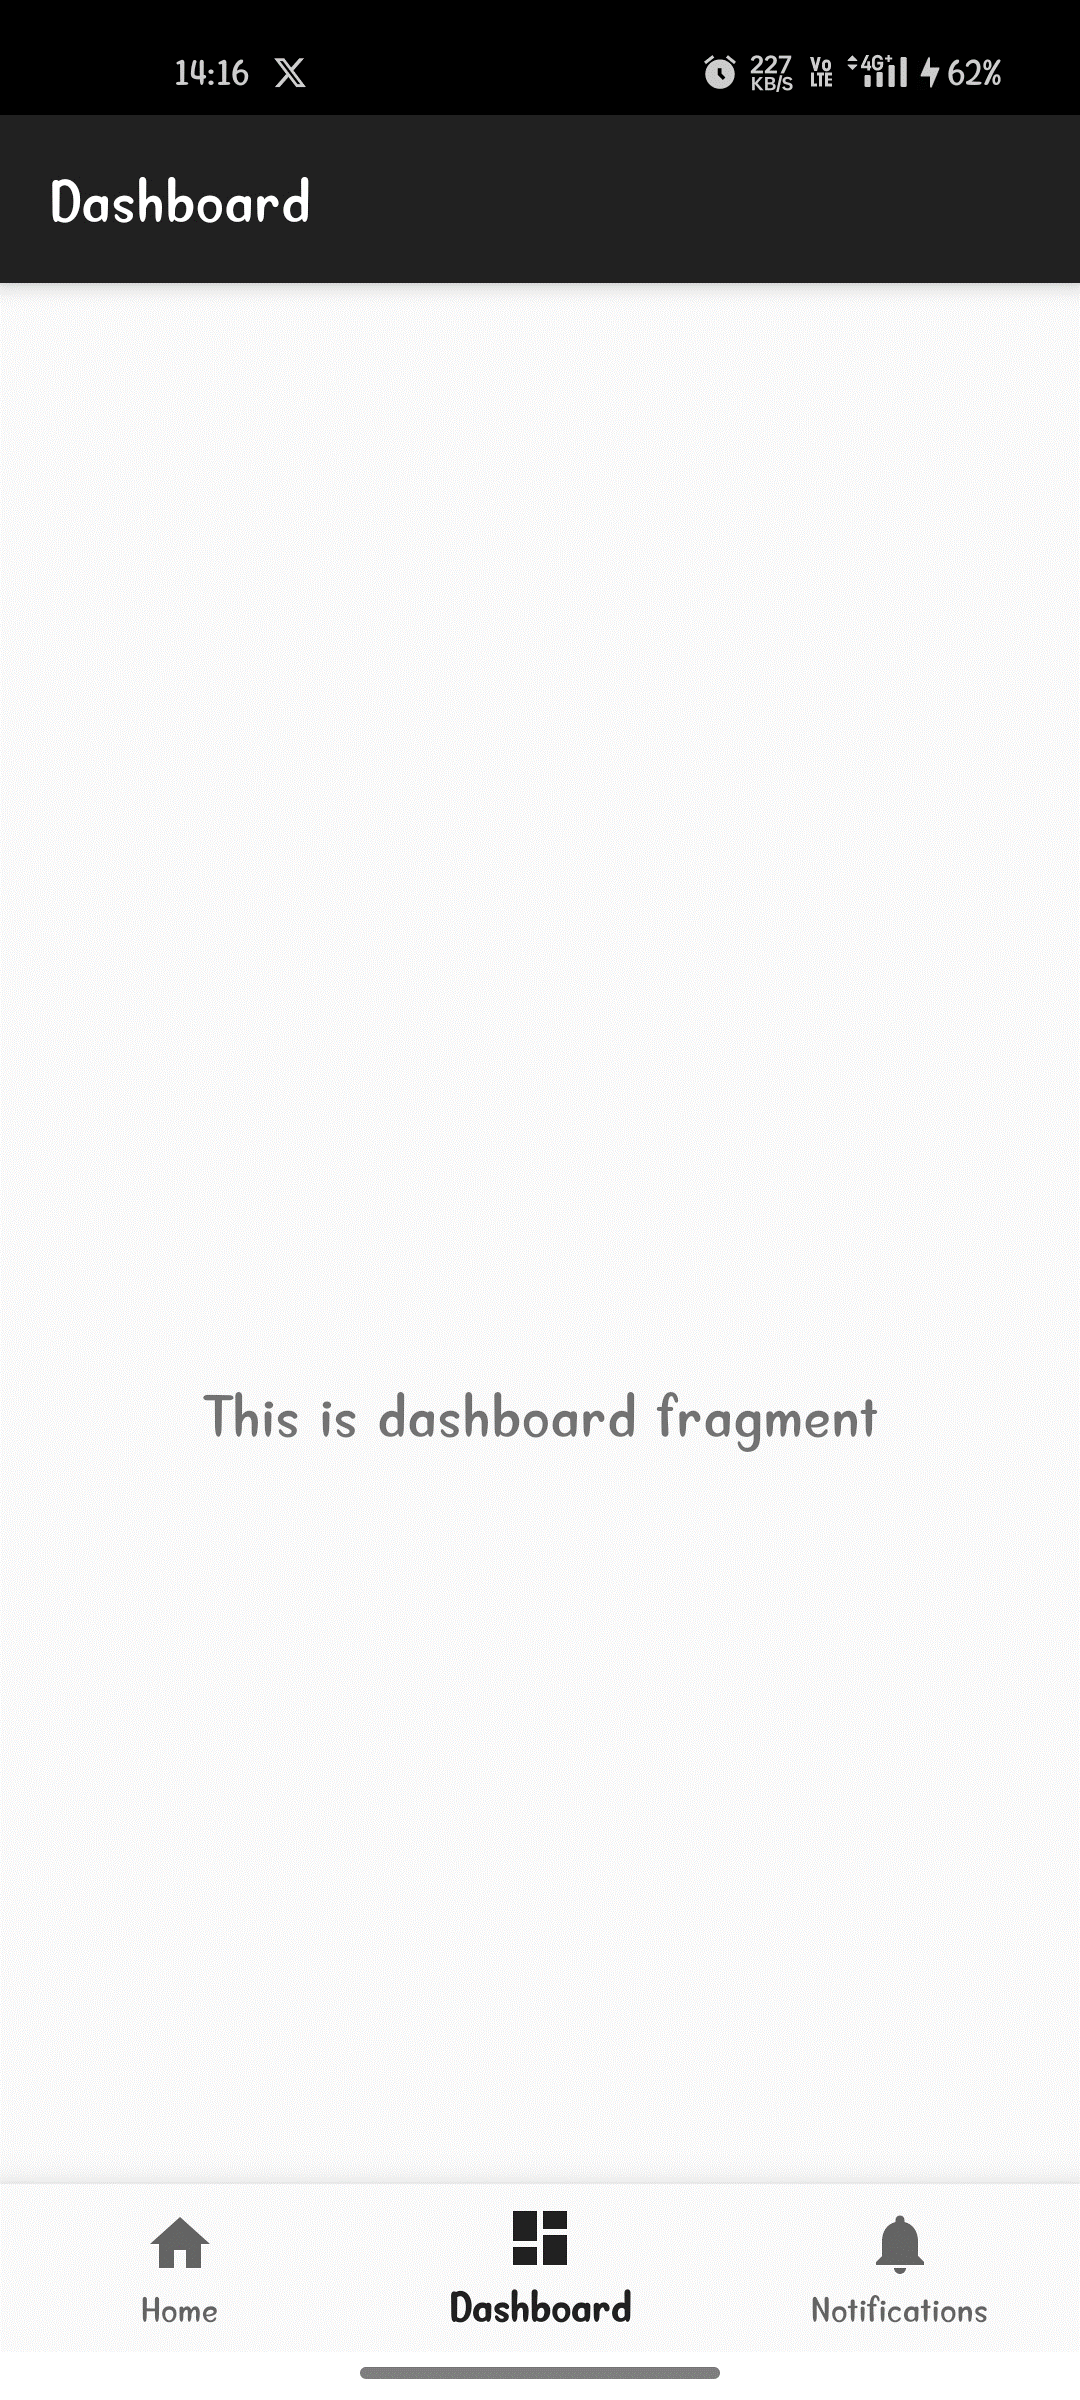 14:16 X 227 KB/S Vo LTE 4G+ 62%
Dashboard
This is dashboard fragment
Home Dashboard Notifications